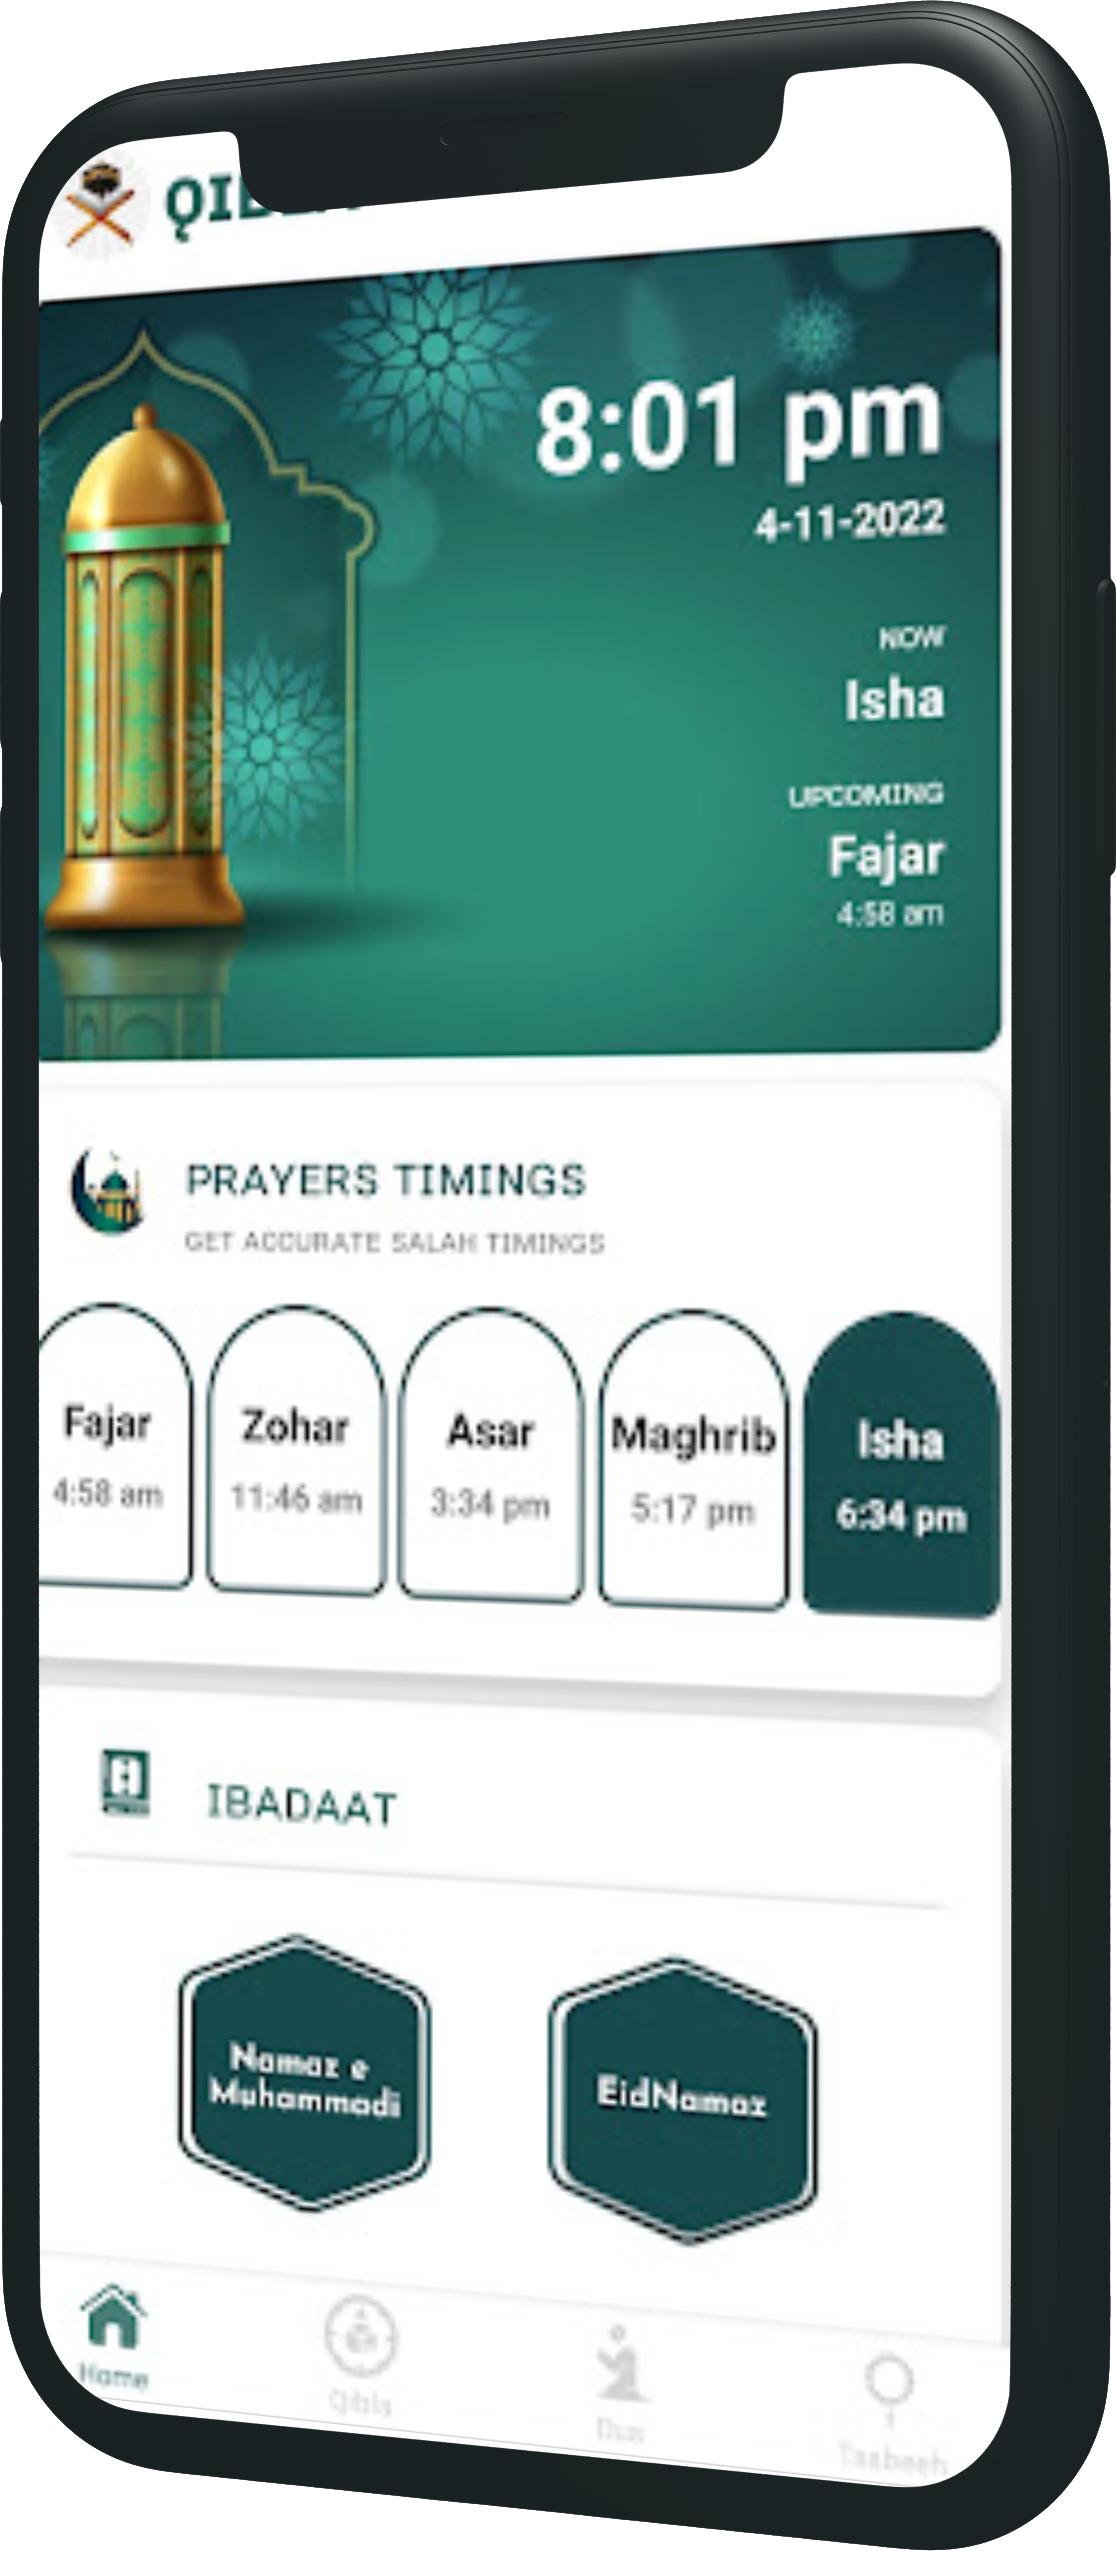 QIBLA
8:01 pm
4-11-2022
NOW
Isha
UPCOMING
Fajar
4:58 am
PRAYERS TIMINGS
GET ACCURATE SALAH TIMINGS
Fajar Zohar Asar Maghrib Isha
4:58 am 11:46 am 3:34 pm 5:17 pm 6:34 pm
IBADAAT
Namaz e
Muhammadi
EidNamaz
Home Qibla Dua Tasbeeh